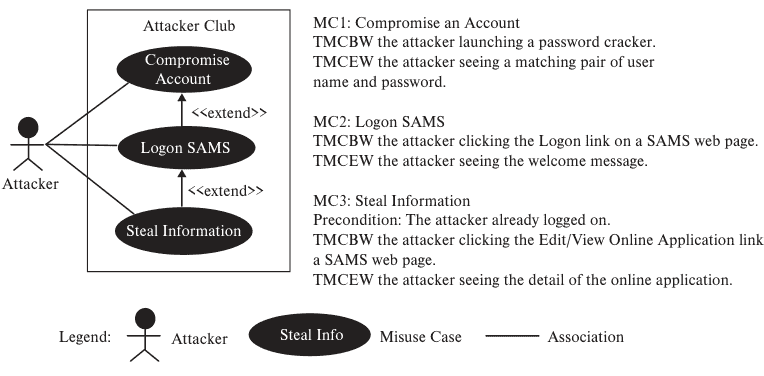 Attacker Club
Compromise
Account
<<extend>>
Logon SAMS
<<extend>>
Steal Information
Attacker
MC1: Compromise an Account
TMCBW the attacker launching a password cracker.
TMCEW the attacker seeing a matching pair of user
name and password.
MC2: Logon SAMS
TMCBW the attacker clicking the Logon link on a SAMS web page.
TMCEW the attacker seeing the welcome message.
MC3: Steal Information
Precondition: The attacker already logged on.
TMCBW the attacker clicking the Edit/View Online Application link
a SAMS web page.
TMCEW the attacker seeing the detail of the online application.
Legend: Attacker Steal Info Misuse Case Association